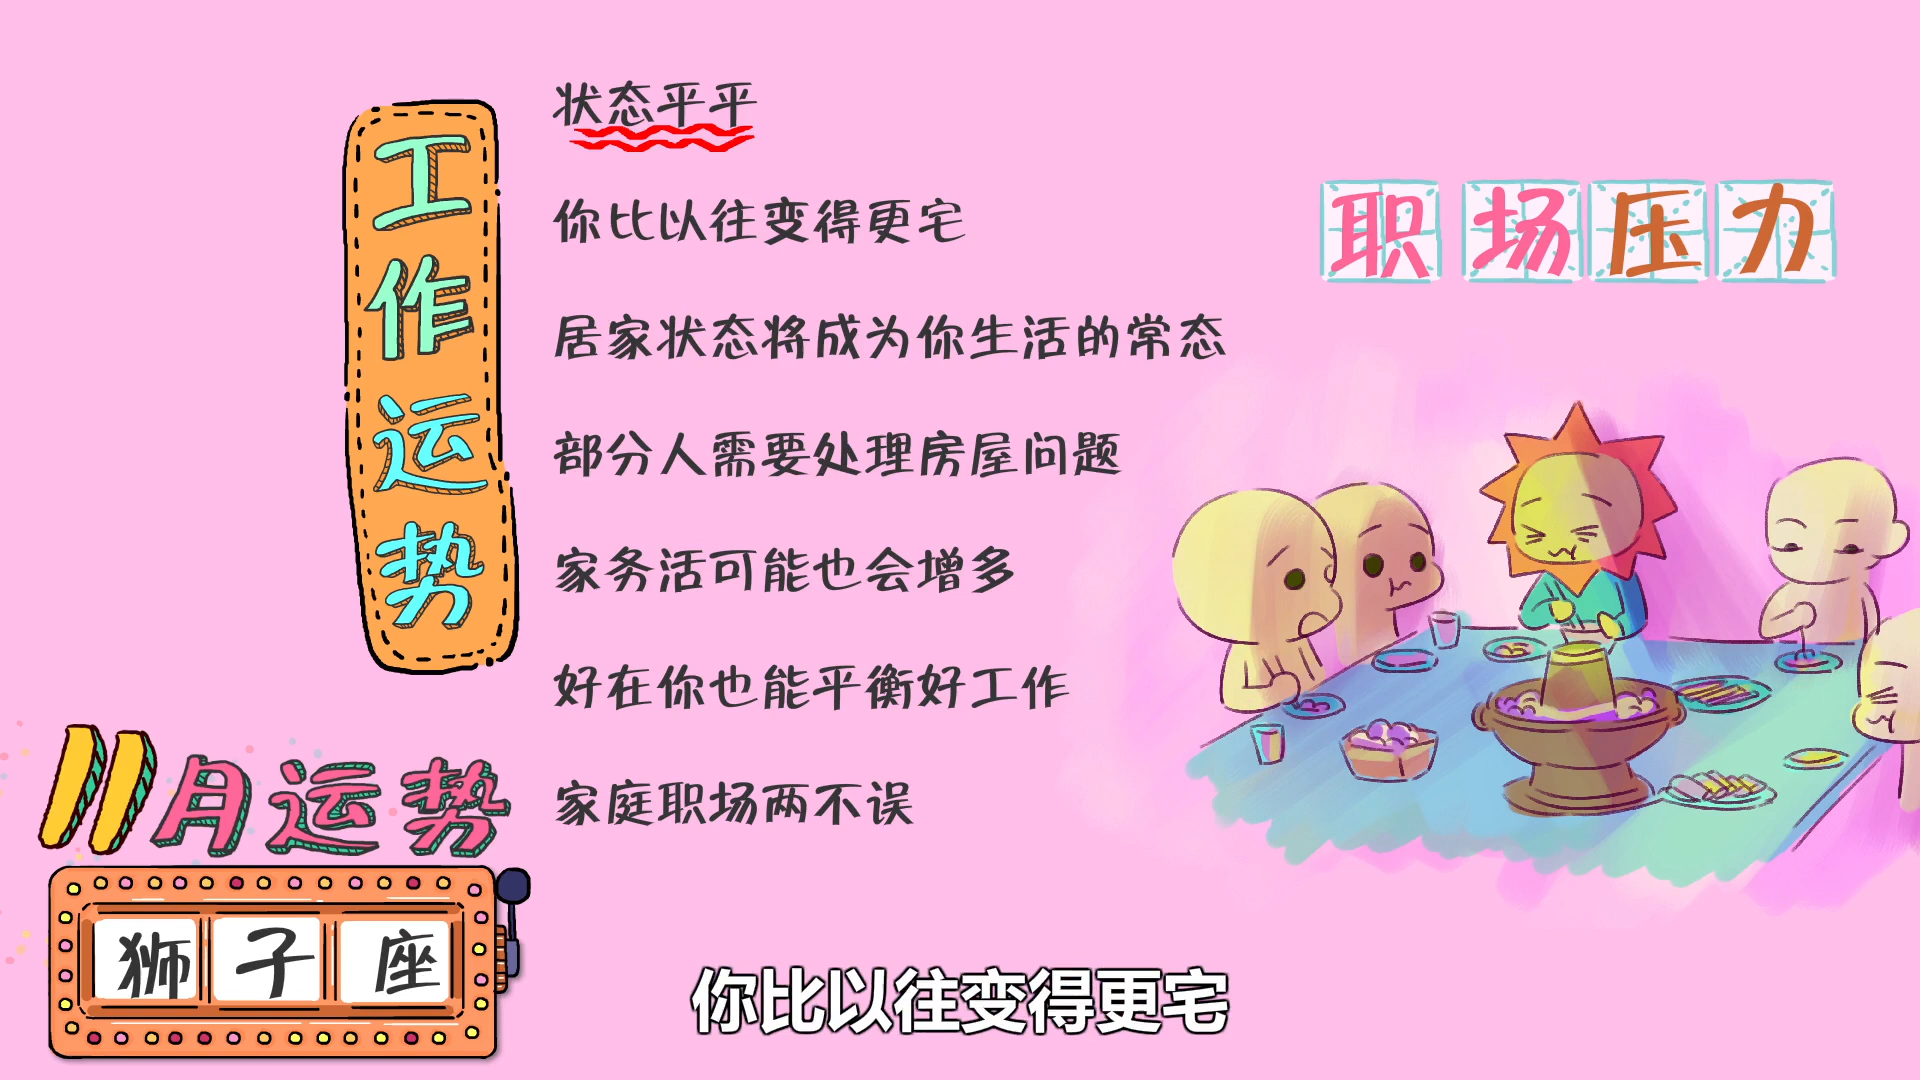 工作运势
状态平平
你比以往变得更宅
居家状态将成为你生活的常态
部分人需要处理房屋问题
家务活可能也会增多
好在你也能平衡好工作
家庭职场两不误
职场压力
11月运势
狮子座
你比以往变得更宅